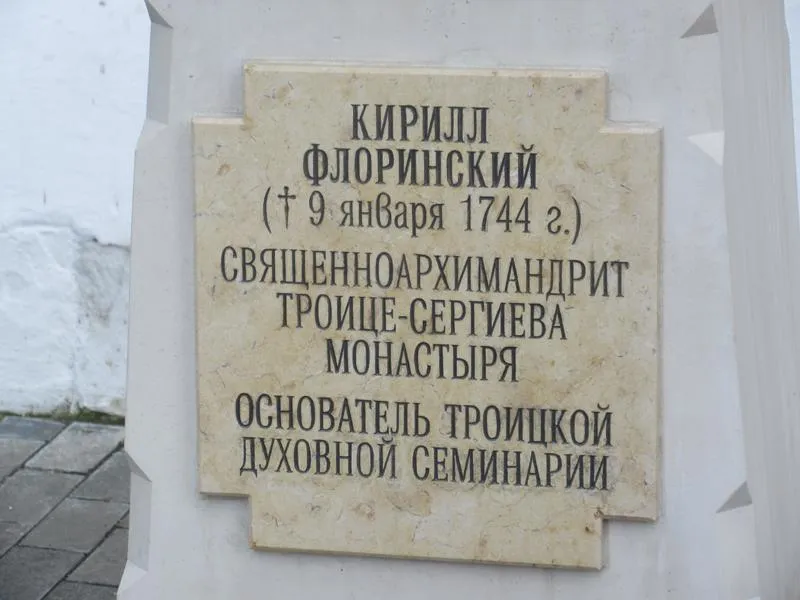 КИРИЛЛ
ФЛОРИНСКИЙ
(† 9 января 1744 г.)
СВЯЩЕННОАРХИМАНДРИТ
ТРОИЦЕ-СЕРГИЕВА
МОНАСТЫРЯ
ОСНОВАТЕЛЬ ТРОИЦКОЙ
ДУХОВНОЙ СЕМИНАРИИ